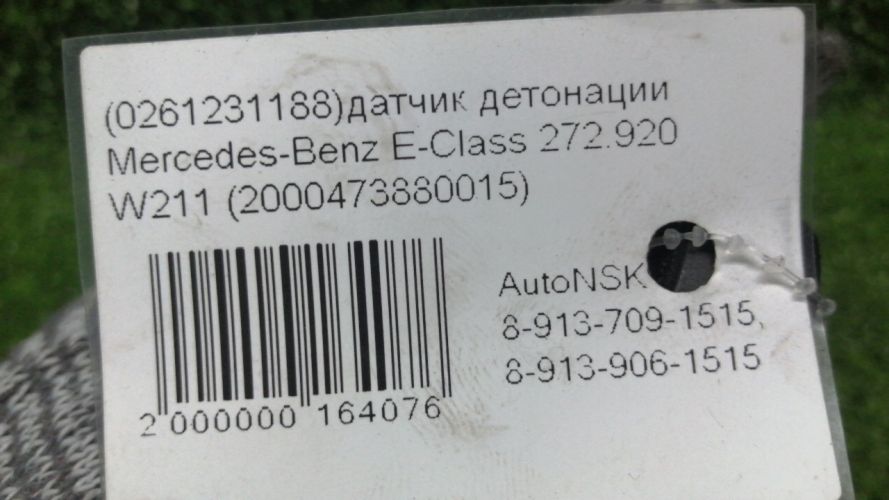 (0261231188)датчик детонации
Mercedes-Benz E-Class 272.920
W211 (2000473880015)
AutoNSK
8-913-709-1515,
8-913-906-1515
2 000000 164076